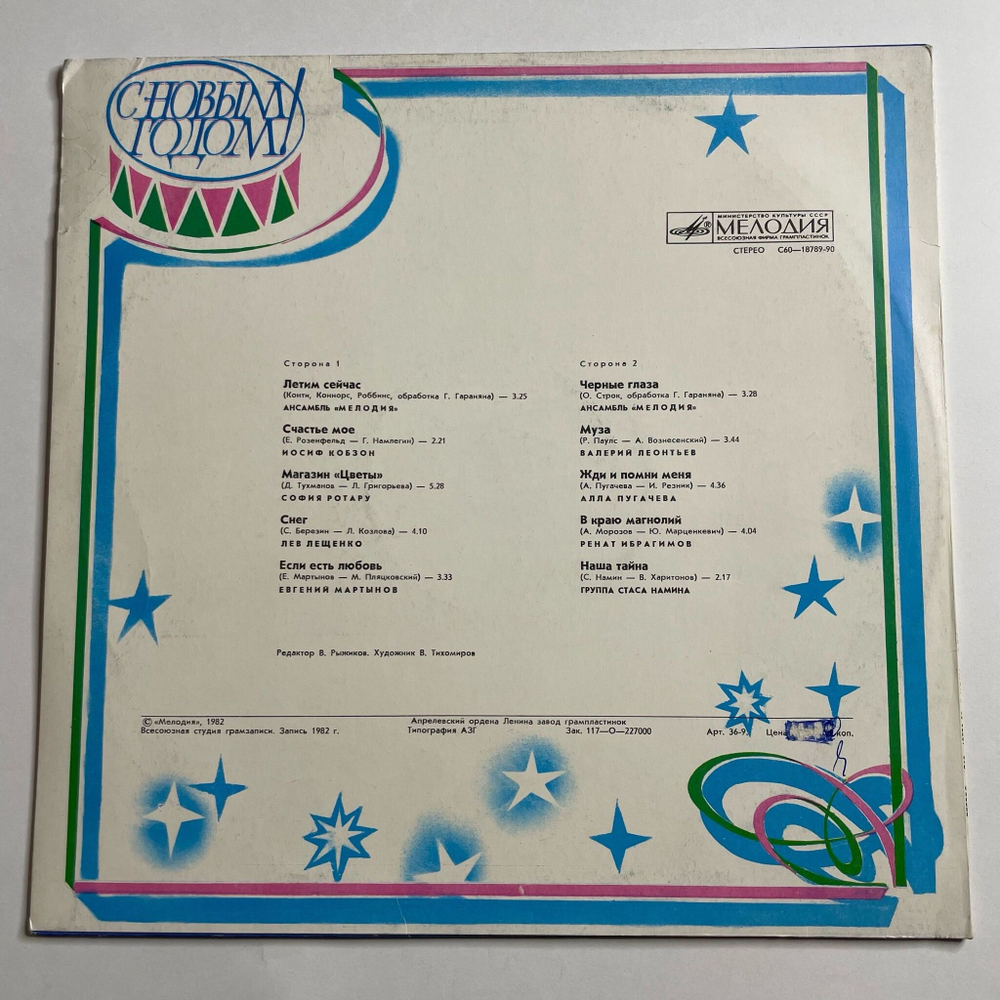 С НОВЫМ
ГОДОМ!
МИНИСТЕРСТВО КУЛЬТУРЫ СССР
® МЕЛОДИЯ
ВСЕСОЮЗНАЯ ФИРМА ГРАМПЛАСТИНОК
СТЕРЕО С60—18789-90
Сторона 1
Летим сейчас
(Конти, Коннорс, Роббинс, обработка Г. Гараняна) — 3.25
АНСАМБЛЬ «МЕЛОДИЯ»
Счастье мое
(Е. Розенфельд — Г. Намлегин) — 2.21
ИОСИФ КОБЗОН
Магазин «Цветы»
(Д. Тухманов — Л. Григорьева) — 5.28
СОФИЯ РОТАРУ
Снег
(С. Березин — Л. Козлова) — 4.10
ЛЕВ ЛЕЩЕНКО
Если есть любовь
(Е. Мартынов — М. Пляцковский) — 3.33
ЕВГЕНИЙ МАРТЫНОВ
Сторона 2
Черные глаза
(О. Строк, обработка Г. Гараняна) — 3.28
АНСАМБЛЬ «МЕЛОДИЯ»
Муза
(Р. Паулс — А. Вознесенский) — 3.44
ВАЛЕРИЙ ЛЕОНТЬЕВ
Жди и помни меня
(А. Пугачева — И. Резник) — 4.36
АЛЛА ПУГАЧЕВА
В краю магнолий
(А. Морозов — Ю. Марценкевич) — 4.04
РЕНАТ ИБРАГИМОВ
Наша тайна
(С. Намин — В. Харитонов) — 2.17
ГРУППА СТАСА НАМИНА
Редактор В. Рыжиков. Художник В. Тихомиров
© «Мелодия», 1982 Апрелевский ордена Ленина завод грампластинок
Всесоюзная студия грамзаписи. Запись 1982 г. Типография АЗГ Зак. 117—О—227000 Арт. 36-9. Цена коп.